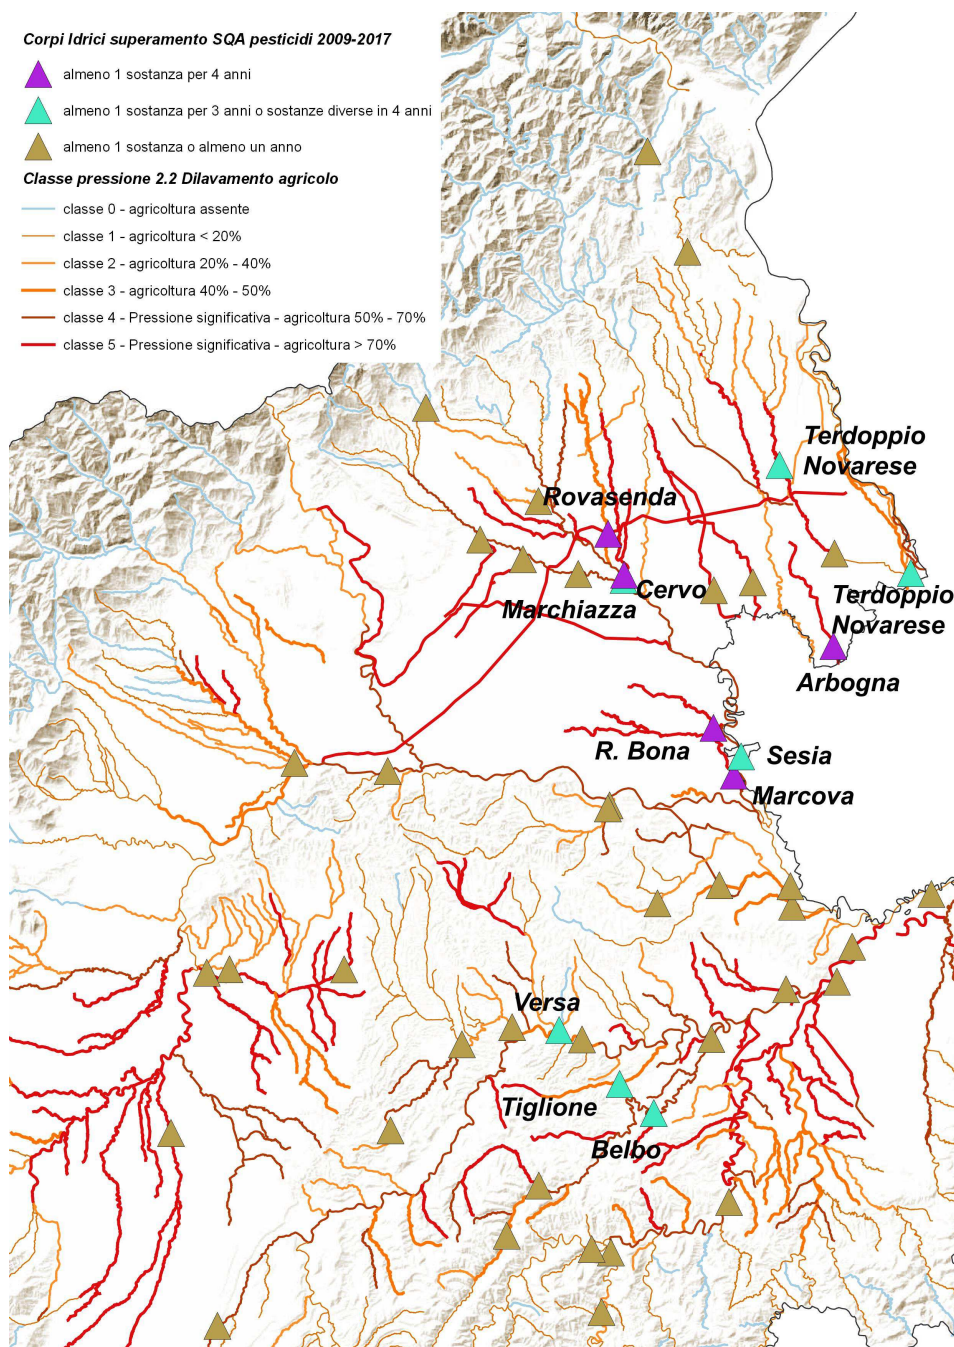 Corpi Idrici superamento SQA pesticidi 2009-2017
almeno 1 sostanza per 4 anni
almeno 1 sostanza per 3 anni o sostanze diverse in 4 anni
almeno 1 sostanza o almeno un anno
Classe pressione 2.2 Dilavamento agricolo
classe 0 - agricoltura assente
classe 1 - agricoltura < 20%
classe 2 - agricoltura 20% - 40%
classe 3 - agricoltura 40% - 50%
classe 4 - Pressione significativa - agricoltura 50% - 70%
classe 5 - Pressione significativa - agricoltura > 70%
Terdoppio
Novarese
Rovasenda
Cervo
Marchiazza
Terdoppio
Novarese
Arbogna
R. Bona
Sesia
Marcova
Versa
Tiglione
Belbo